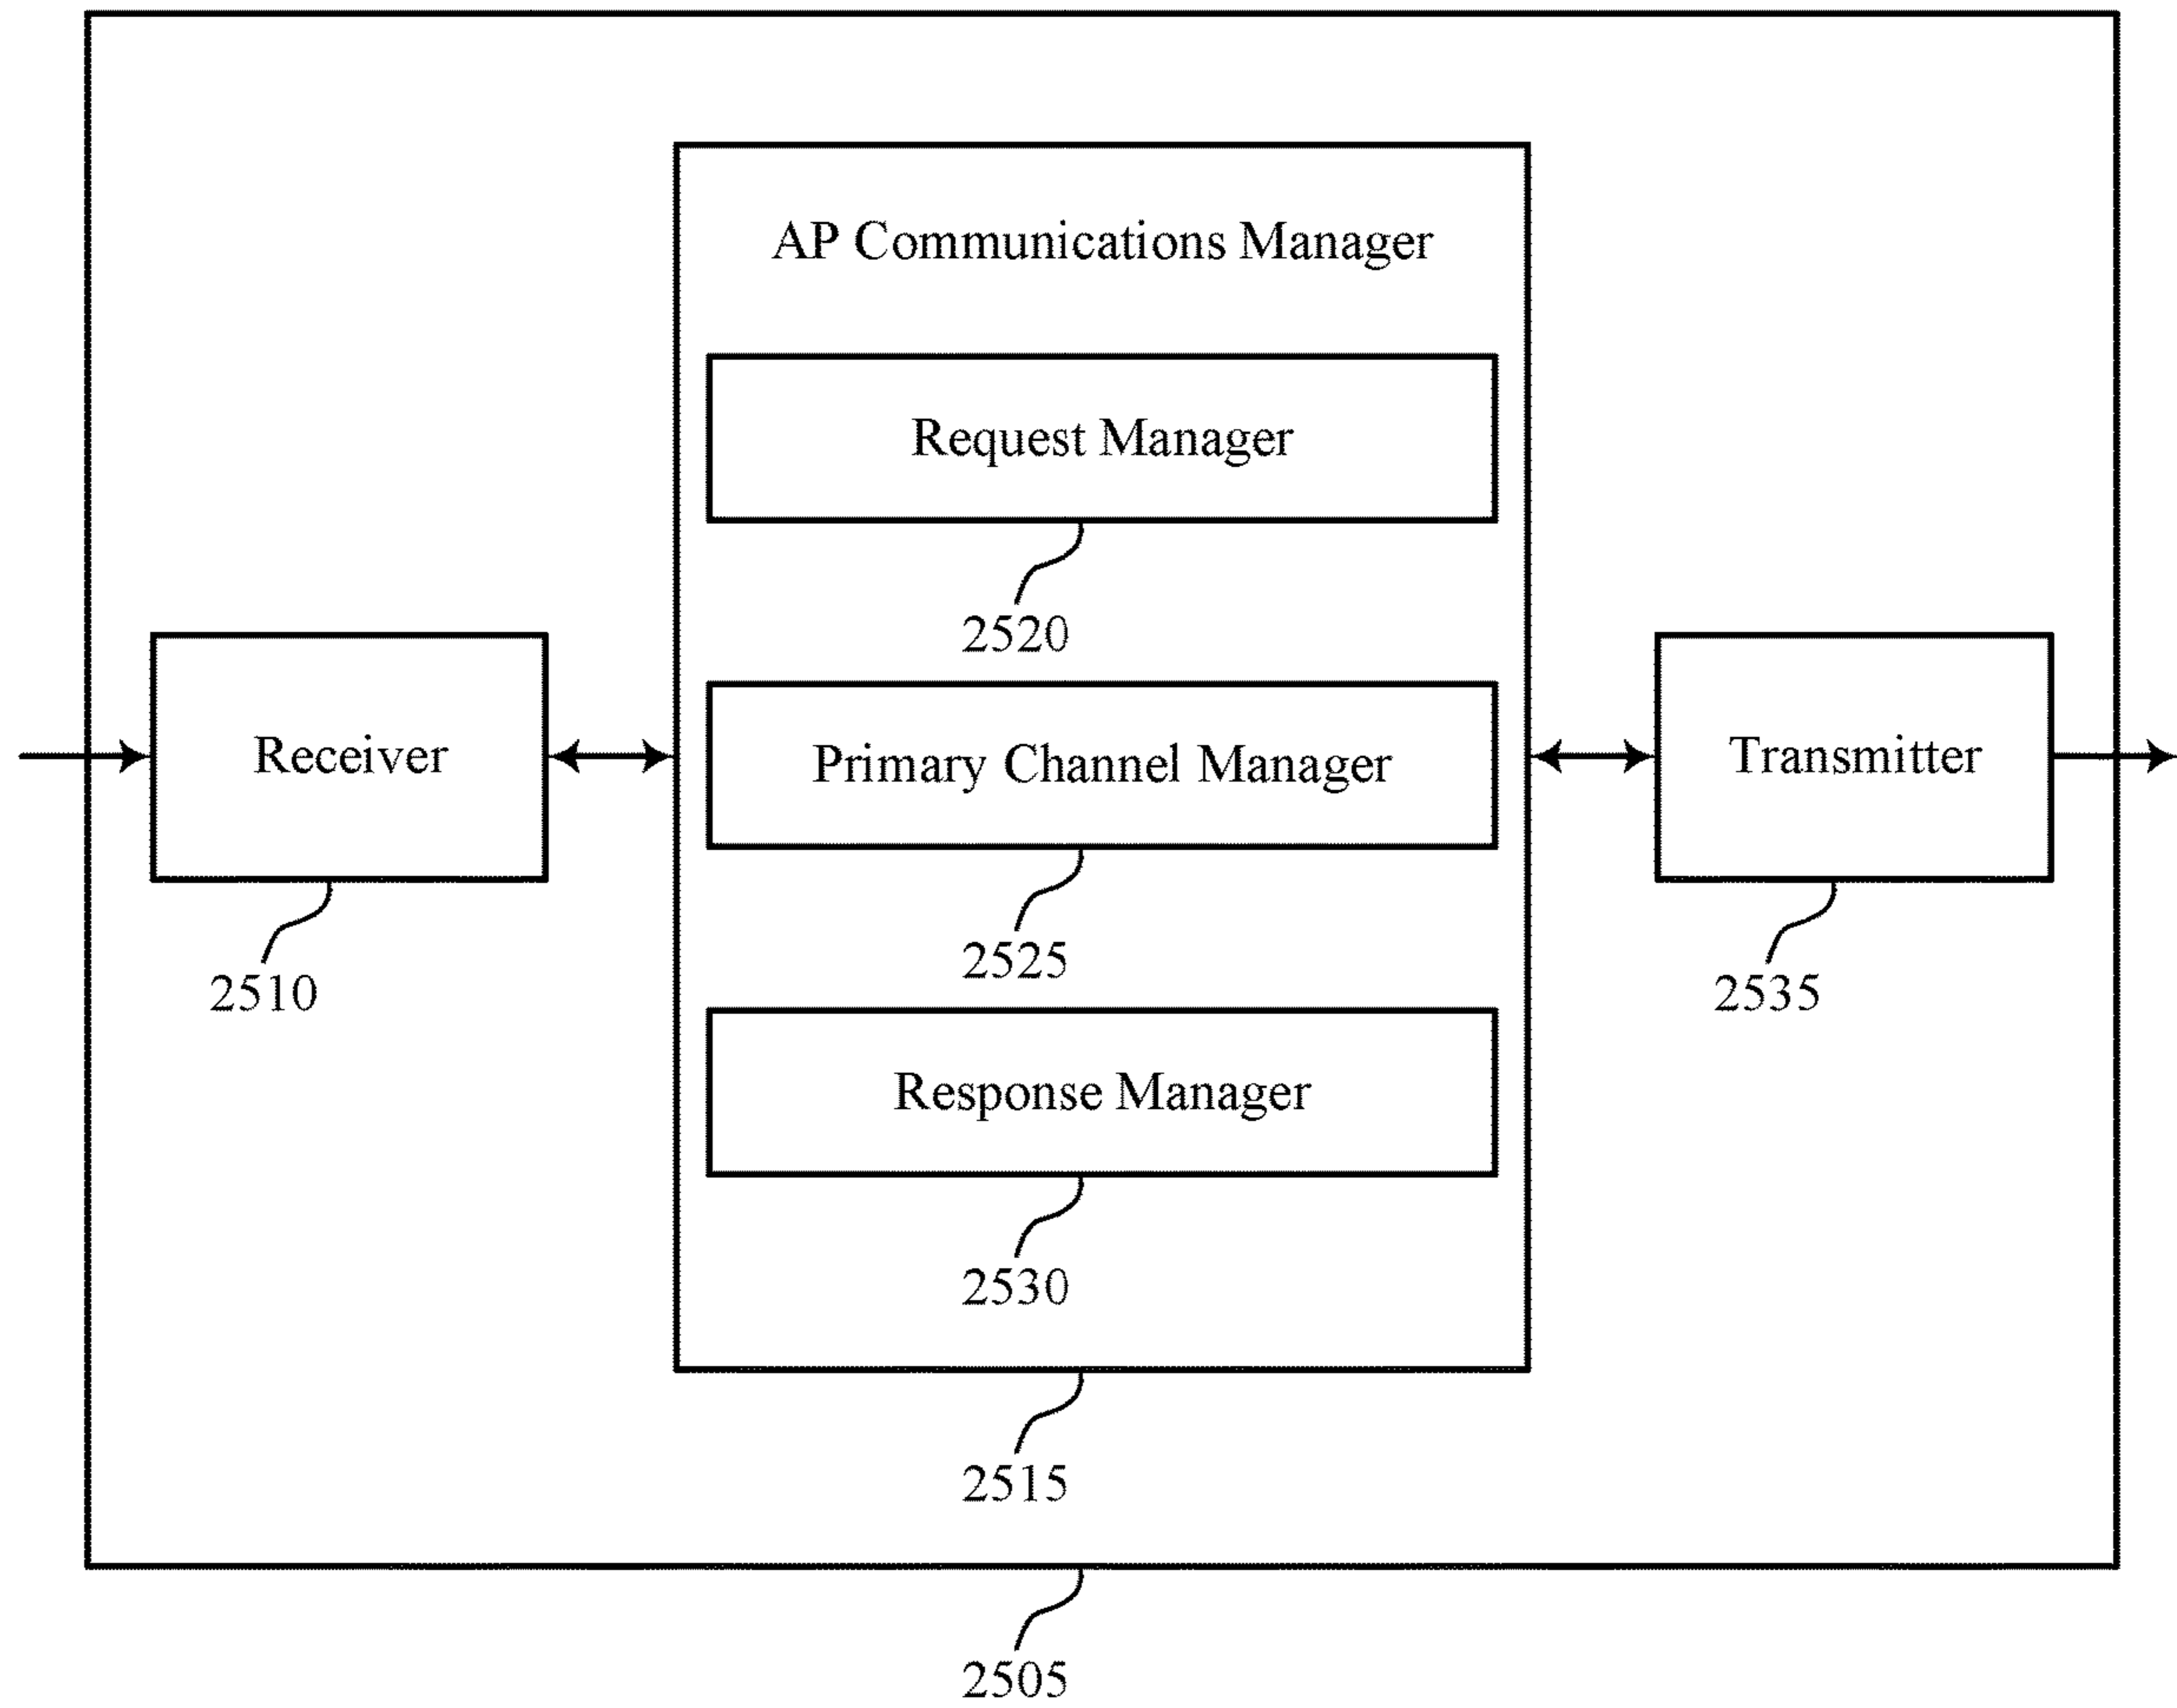 AP Communications Manager
Request Manager
2520
Receiver
Primary Channel Manager
Transmitter
2510
2525
2535
Response Manager
2530
2515
2505